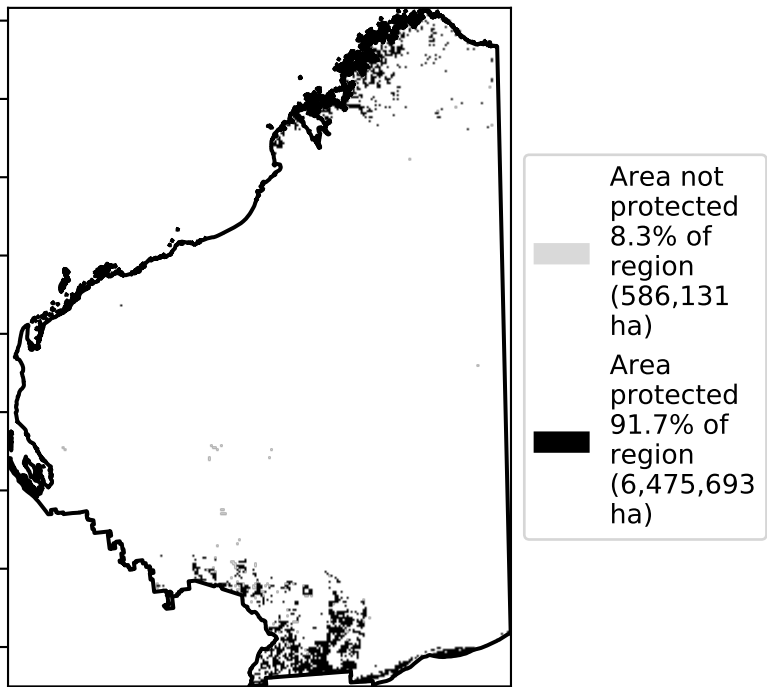 Area not
protected
8.3% of
region
(586,131
ha)
Area
protected
91.7% of
region
(6,475,693
ha)